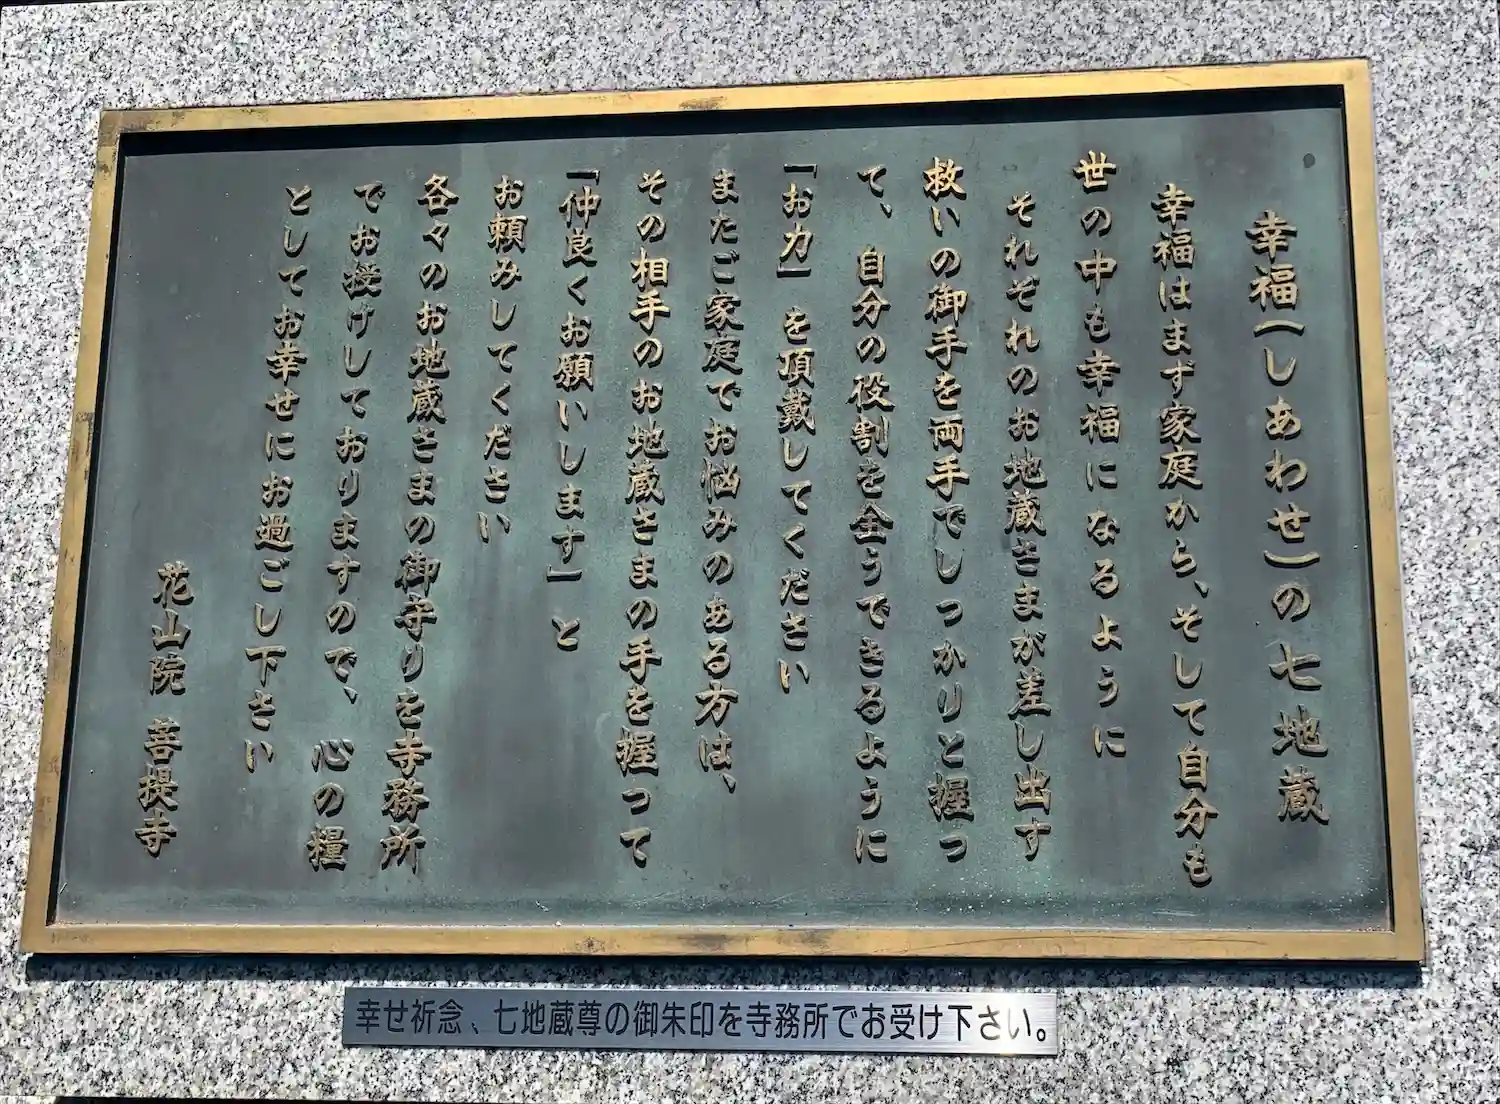 幸福(しあわせ)の七地蔵
幸福はまず家庭から、そして自分も
世の中も幸福になるように
それぞれのお地蔵さまが差し出す
救いの御手を両手でしっかりと握っ
て、自分の役割を全うできるように
「お力」を頂戴してください
またご家庭でお悩みのある方は、
その相手のお地蔵さまの手を握って
「仲良くお願いします」と
お頼みしてください
各々のお地蔵さまの御守りを寺務所
でお授けしておりますので、心の糧
としてお幸せにお過ごし下さい
花山院 菩提寺
幸せ祈念、七地蔵尊の御朱印を寺務所でお受け下さい。